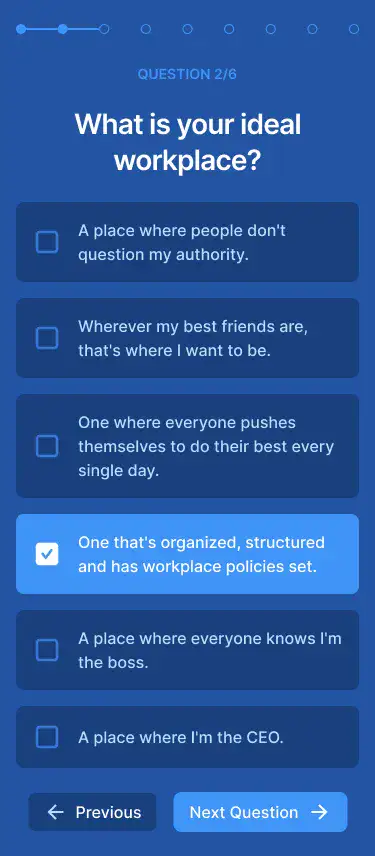 QUESTION 2/6
What is your ideal
workplace?
A place where people don't
question my authority.
Wherever my best friends are,
that's where I want to be.
One where everyone pushes
themselves to do their best every
single day.
One that's organized, structured
and has workplace policies set.
A place where everyone knows I'm
the boss.
A place where I'm the CEO.
Previous
Next Question